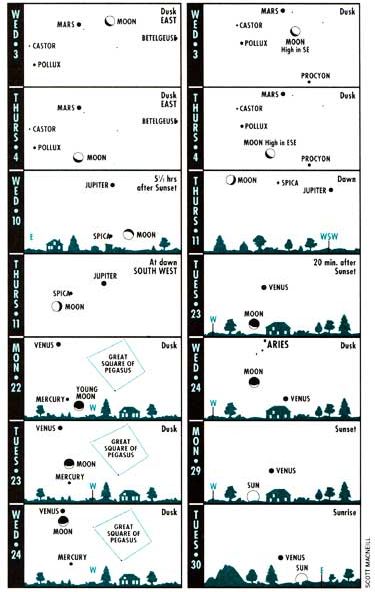 WED • 3
Dusk
EAST
MARS
MOON
BETELGEUSE
CASTOR
POLLUX
THURS • 4
Dusk
EAST
MARS
BETELGEUSE
CASTOR
POLLUX
MOON
WED • 10
5½ hrs
after Sunset
JUPITER
E
SPICA
MOON
THURS • 11
At dawn
SOUTH WEST
JUPITER
SPICA
MOON
MON • 22
VENUS
Dusk
GREAT
SQUARE OF
PEGASUS
YOUNG
MOON
MERCURY
W
TUES • 23
VENUS
Dusk
GREAT
SQUARE OF
PEGASUS
MOON
MERCURY
W
WED • 24
VENUS
Dusk
MOON
GREAT
SQUARE OF
PEGASUS
MERCURY
W
WED • 3
MARS
Dusk
CASTOR
POLLUX
MOON
High in SE
PROCYON
THURS • 4
MARS
Dusk
CASTOR
POLLUX
MOON High in ESE
PROCYON
THURS • 11
MOON
SPICA
Dawn
JUPITER
WSW
TUES • 23
20 min. after
Sunset
VENUS
MOON
W
WED • 24
ARIES
Dusk
MOON
VENUS
W
MON • 29
Sunset
VENUS
SUN
W
TUES • 30
Sunrise
VENUS
SUN
E
SCOTT MACNEILL